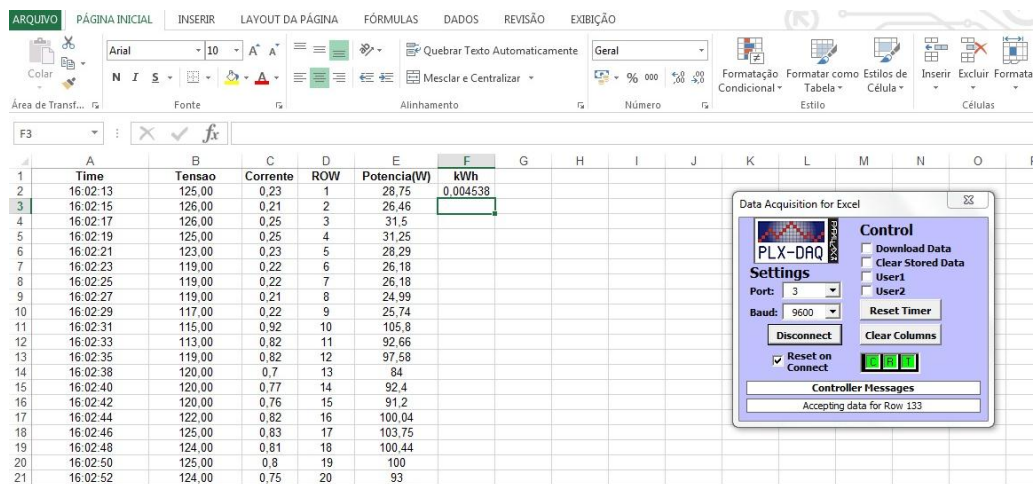 ARQUIVO PÁGINA INICIAL INSERIR LAYOUT DA PÁGINA FÓRMULAS DADOS REVISÃO EXIBIÇÃO
Colar
Arial 10 A A
Quebrar Texto Automaticamente
Geral
N I S A
Mesclar e Centralizar
% 000
Formatação Condicional
Formatar como Tabela
Estilos de Célula
Inserir Excluir Formata
Área de Transf... Fonte Alinhamento Número Estilo Células
F3 fx
A B C D E F G H I J K L M N O
1 Time Tensao Corrente ROW Potencia(W) kWh
2 16:02:13 125,00 0,23 1 28,75 0,004538
3 16:02:15 126,00 0,21 2 26,46
4 16:02:17 126,00 0,25 3 31,5
5 16:02:19 125,00 0,25 4 31,25
6 16:02:21 123,00 0,23 5 28,29
7 16:02:23 119,00 0,22 6 26,18
8 16:02:25 119,00 0,22 7 26,18
9 16:02:27 119,00 0,21 8 24,99
10 16:02:29 117,00 0,22 9 25,74
11 16:02:31 115,00 0,92 10 105,8
12 16:02:33 113,00 0,82 11 92,66
13 16:02:35 119,00 0,82 12 97,58
14 16:02:38 120,00 0,7 13 84
15 16:02:40 120,00 0,77 14 92,4
16 16:02:42 120,00 0,76 15 91,2
17 16:02:44 122,00 0,82 16 100,04
18 16:02:46 125,00 0,83 17 103,75
19 16:02:48 124,00 0,81 18 100,44
20 16:02:50 125,00 0,8 19 100
21 16:02:52 124,00 0,75 20 93
Data Acquisition for Excel
PLX-DAQ
PARALLAX
Control
Download Data
Clear Stored Data
User1
User2
Settings
Port: 3
Baud: 9600
Reset Timer
Disconnect
Clear Columns
Reset on Connect
C R T
Controller Messages
Accepting data for Row 133